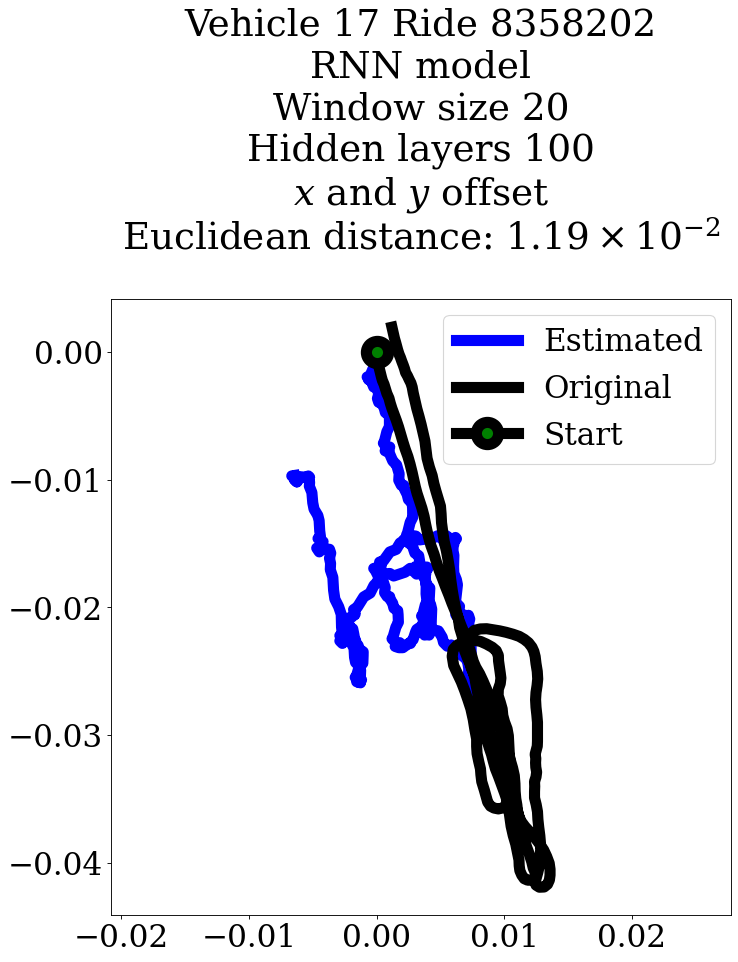 Vehicle 17 Ride 8358202
RNN model
Window size 20
Hidden layers 100
x and y offset
Euclidean distance: 1.19 × 10⁻²
Estimated
Original
Start
0.00
−0.01
−0.02
−0.03
−0.04
−0.02 −0.01 0.00 0.01 0.02